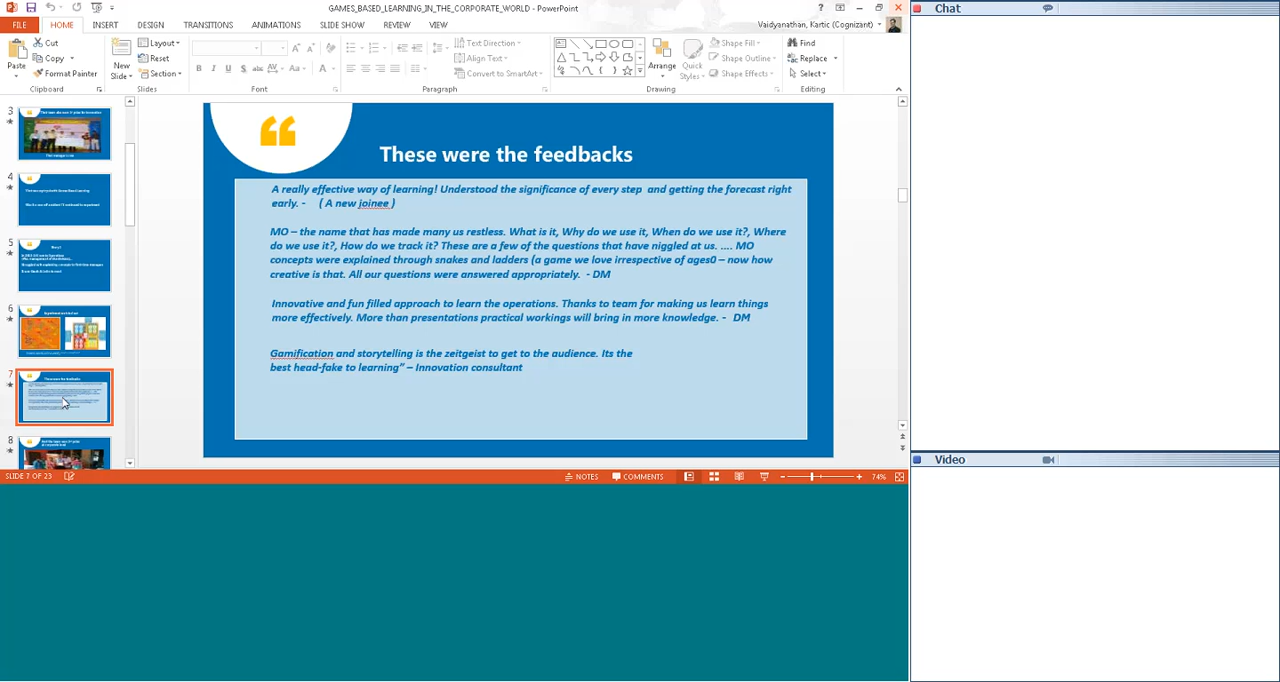 GAMES_BASED_LEARNING_IN_THE_CORPORATE_WORLD - PowerPoint
Chat
FILE HOME INSERT DESIGN TRANSITIONS ANIMATIONS SLIDE SHOW REVIEW VIEW
Vaidyanathan, Kartic (Cognizant)
Paste
Cut
Copy
Format Painter
Clipboard
New
Slide
Layout
Reset
Section
Slides
Font
Paragraph
Text Direction
Align Text
Convert to SmartArt
Arrange
Quick
Styles
Shape Fill
Shape Outline
Shape Effects
Drawing
Find
Replace
Select
Editing
3
4
5
6
7
8
These were the feedbacks
A really effective way of learning! Understood the significance of every step and getting the forecast right
early. - ( A new joinee )
MO – the name that has made many us restless. What is it, Why do we use it, When do we use it?, Where
do we use it?, How do we track it? These are a few of the questions that have niggled at us. .... MO
concepts were explained through snakes and ladders (a game we love irrespective of ages0 – now how
creative is that. All our questions were answered appropriately. - DM
Innovative and fun filled approach to learn the operations. Thanks to team for making us learn things
more effectively. More than presentations practical workings will bring in more knowledge. - DM
Gamification and storytelling is the zeitgeist to get to the audience. Its the
best head-fake to learning” – Innovation consultant
Video
SLIDE 7 OF 23
NOTES
COMMENTS
74%